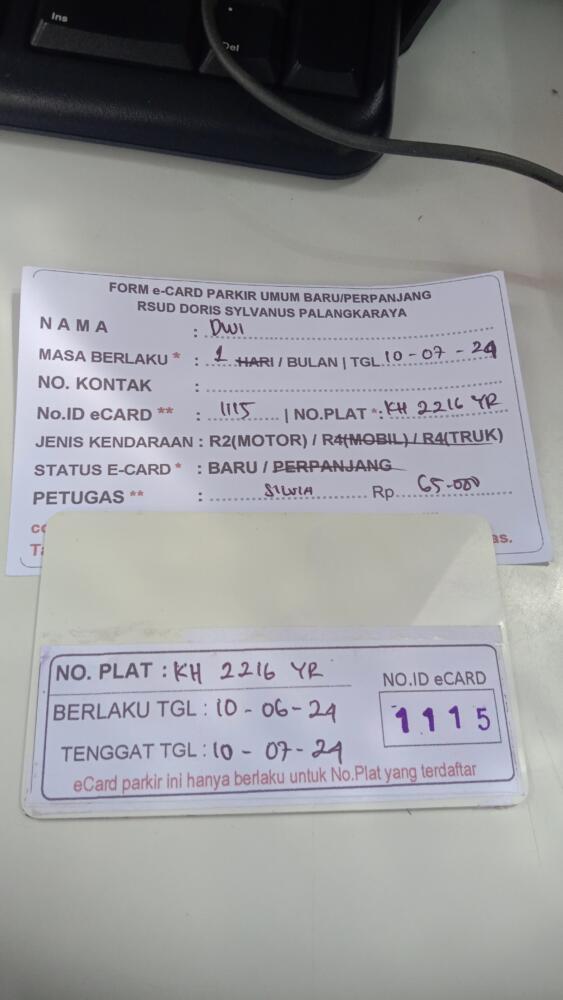 Ins
Del
FORM e-CARD PARKIR UMUM BARU/PERPANJANG
RSUD DORIS SYLVANUS PALANGKARAYA
NAMA : DWI
MASA BERLAKU * : 1 HARI / BULAN | TGL. 10-07-24
NO. KONTAK :
No.ID eCARD ** : 1115 | NO.PLAT *: KH 2216 YR
JENIS KENDARAAN : R2(MOTOR) / R4(MOBIL) / R4(TRUK)
STATUS E-CARD * : BARU / PERPANJANG
PETUGAS ** : SILVIA Rp. 65.000
NO. PLAT : KH 2216 YR
NO.ID eCARD
BERLAKU TGL : 10-06-24
1115
TENGGAT TGL : 10-07-24
eCard parkir ini hanya berlaku untuk No.Plat yang terdaftar